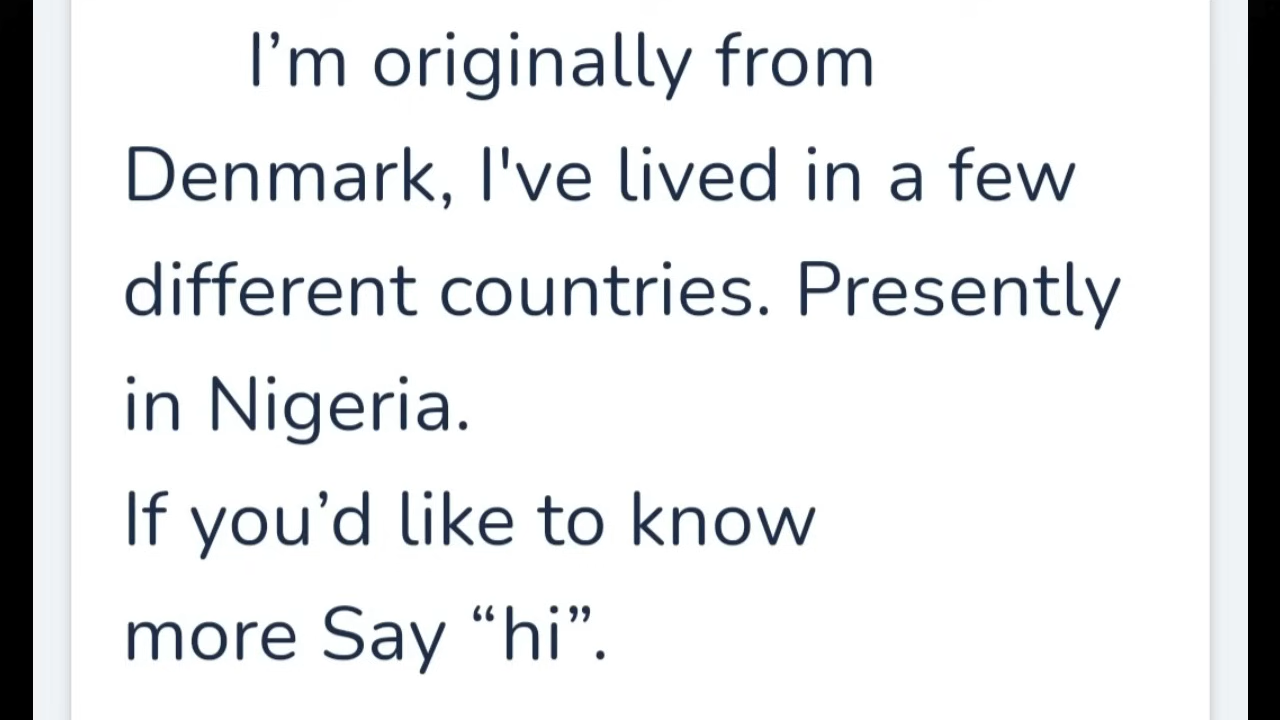 I’m originally from
Denmark, I've lived in a few
different countries. Presently
in Nigeria.
If you’d like to know
more Say “hi”.